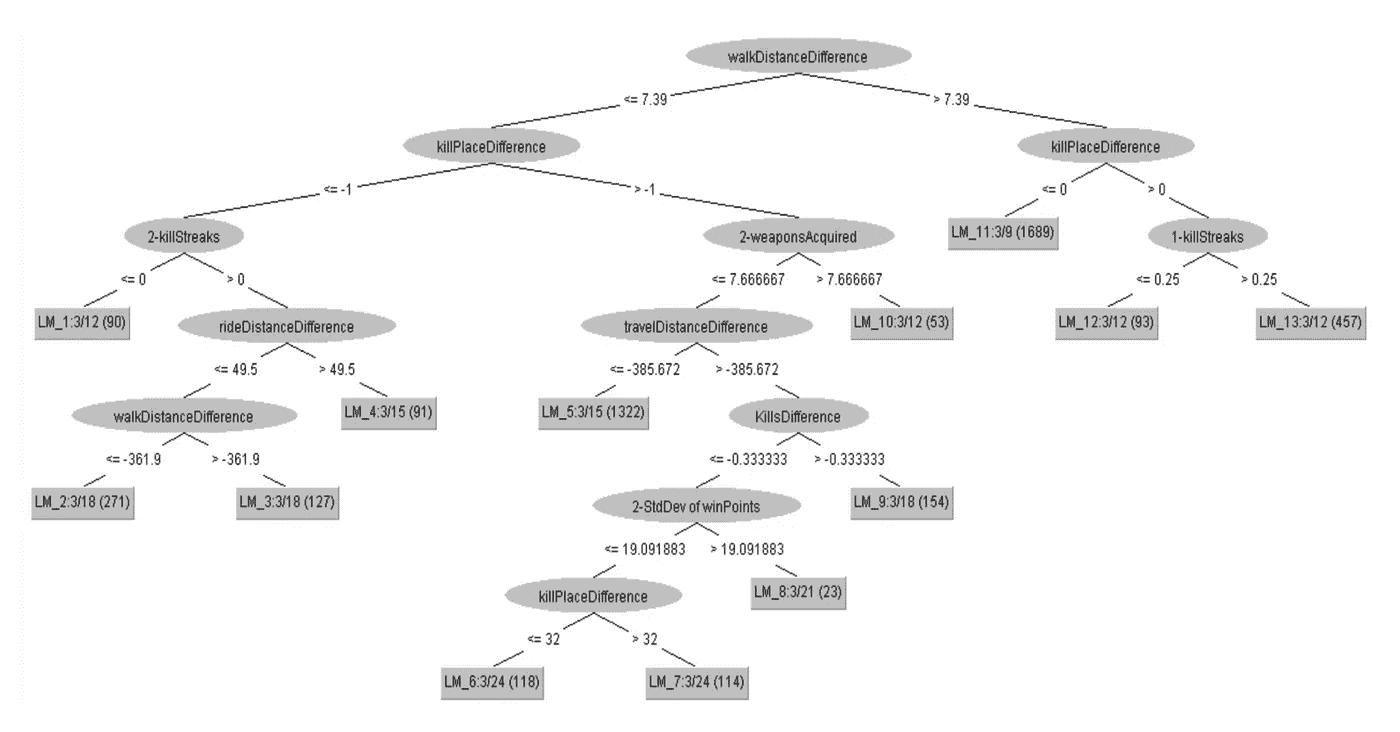 walkDistanceDifference
<= 7.39 > 7.39
killPlaceDifference killPlaceDifference
<= -1 > -1 <= 0 > 0
2-killStreaks 2-weaponsAcquired LM_11:3/9 (1689) 1-killStreaks
<= 0 > 0 <= 7.666667 > 7.666667 <= 0.25 > 0.25
LM_1:3/12 (90) rideDistanceDifference travelDistanceDifference LM_10:3/12 (53) LM_12:3/12 (93) LM_13:3/12 (457)
<= 49.5 > 49.5 <= -385.672 > -385.672
walkDistanceDifference LM_4:3/15 (91) LM_5:3/15 (1322) KillsDifference
<= -361.9 > -361.9 <= -0.333333 > -0.333333
LM_2:3/18 (271) LM_3:3/18 (127) 2-StdDev of winPoints LM_9:3/18 (154)
<= 19.091883 > 19.091883
killPlaceDifference LM_8:3/21 (23)
<= 32 > 32
LM_6:3/24 (118) LM_7:3/24 (114)